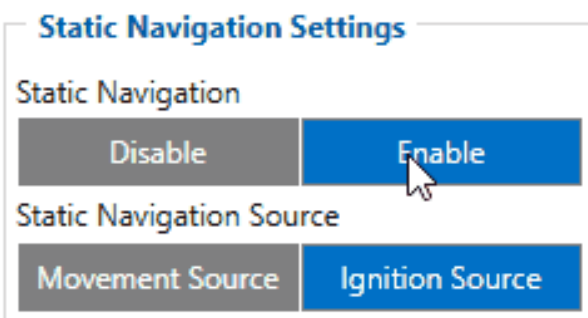 Static Navigation Settings
Static Navigation
Disable Enable
Static Navigation Source
Movement Source Ignition Source